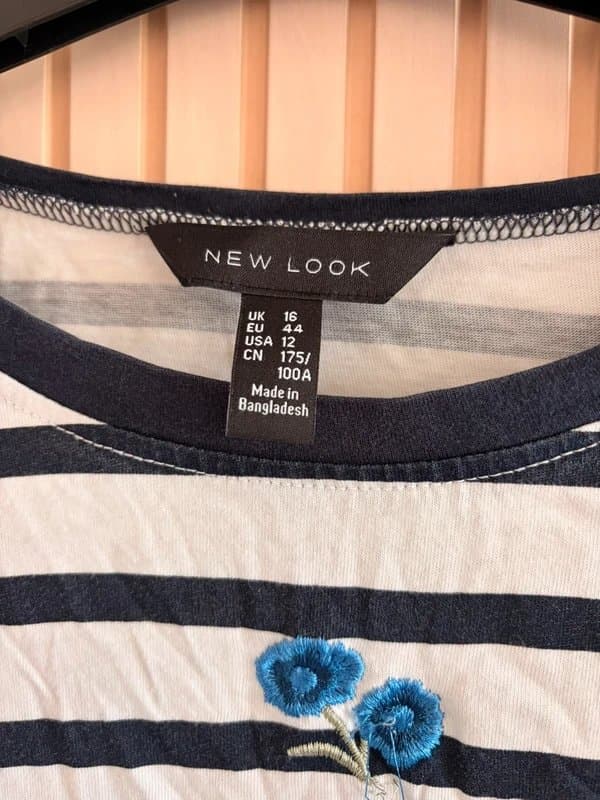 NEW LOOK
UK 16
EU 44
USA 12
CN 175/
100A
Made in
Bangladesh